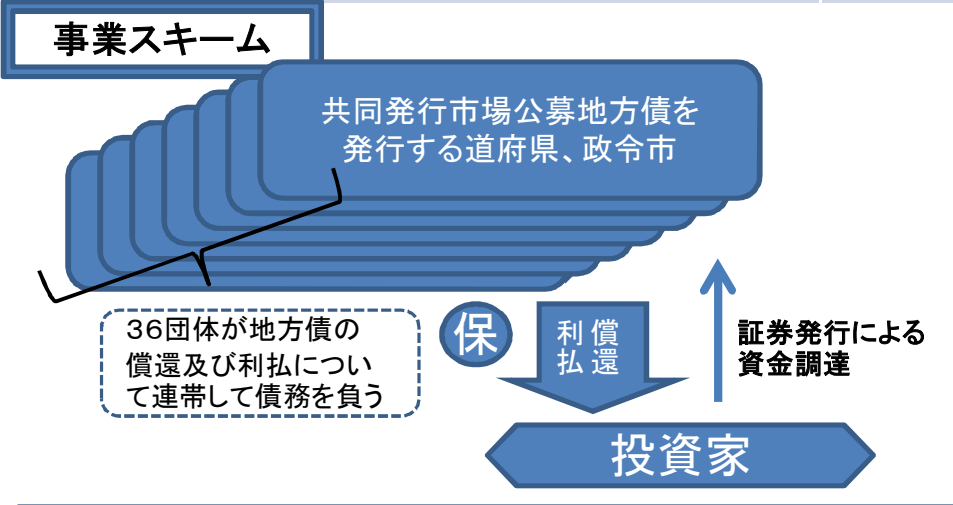 事業スキーム
共同発行市場公募地方債を
発行する道府県、政令市
36団体が地方債の
償還及び利払につい
て連帯して債務を負う
保
償還
利払
証券発行による
資金調達
投資家